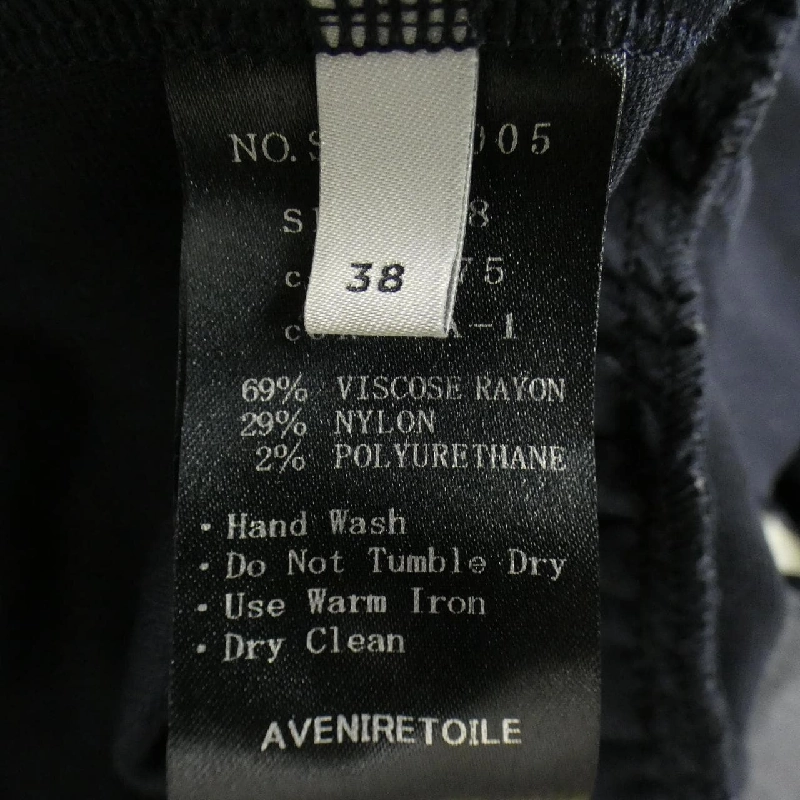 NO.
38
69% VISCOSE RAYON
29% NYLON
2% POLYURETHANE
・Hand Wash
・Do Not Tumble Dry
・Use Warm Iron
・Dry Clean
AVENIRETOILE